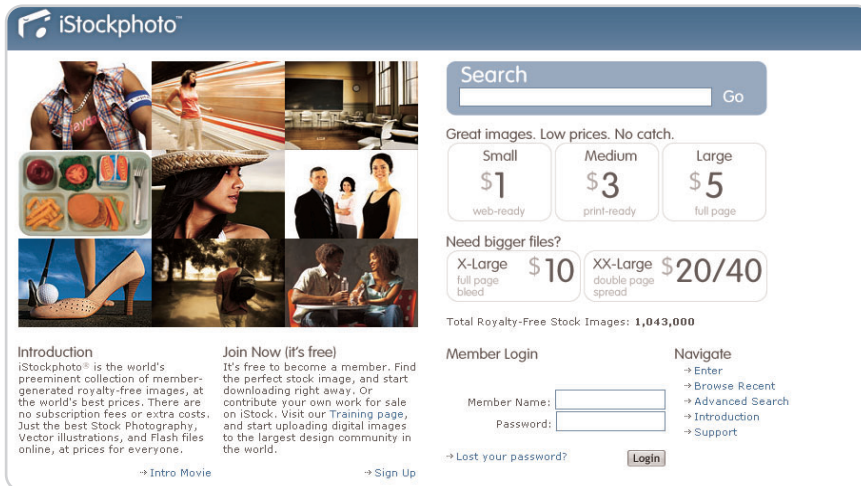 iStockphoto™
Search
Go
Great images. Low prices. No catch.
Small
$1
web-ready
Medium
$3
print-ready
Large
$5
full page
Need bigger files?
X-Large
full page
bleed
$10
XX-Large
double page
spread
$20/40
Total Royalty-Free Stock Images: 1,043,000
Introduction
iStockphoto® is the world's
preeminent collection of member-
generated royalty-free images, at
the world's best prices. There are
no subscription fees or extra costs.
Just the best Stock Photography,
Vector illustrations, and Flash files
online, at prices for everyone.
→ Intro Movie
Join Now (it's free)
It's free to become a member. Find
the perfect stock image, and start
downloading right away. Or
contribute your own work for sale
on iStock. Visit our Training page,
and start uploading digital images
to the largest design community in
the world.
→ Sign Up
Member Login
Member Name:
Password:
→ Lost your password?
Login
Navigate
→ Enter
→ Browse Recent
→ Advanced Search
→ Introduction
→ Support